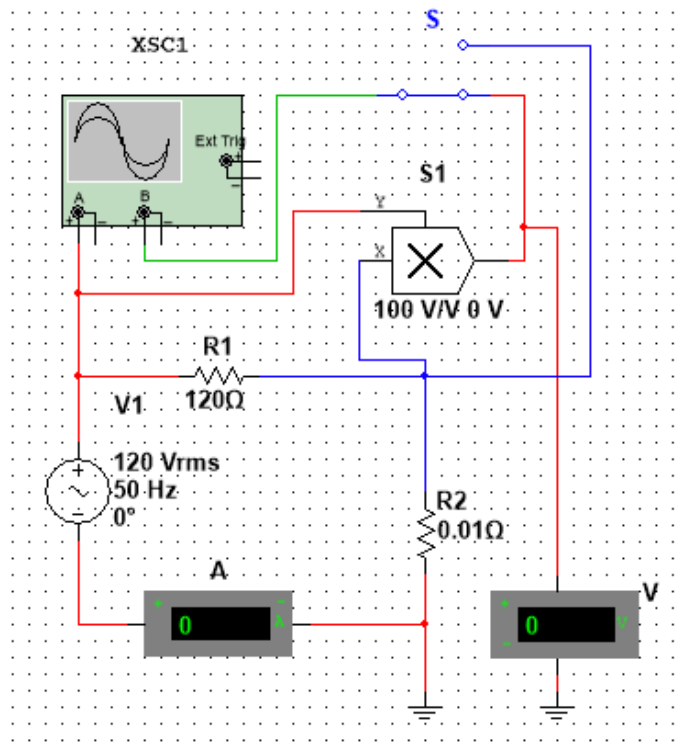 S
XSC1
Ext Trig
+
−
A
B
+
−
+
−
S1
Y
X
100 V/V 0 V
R1
120Ω
V1
+
−
120 Vrms
50 Hz
0°
R2
0.01Ω
A
+
−
0
A
V
+
−
0
V